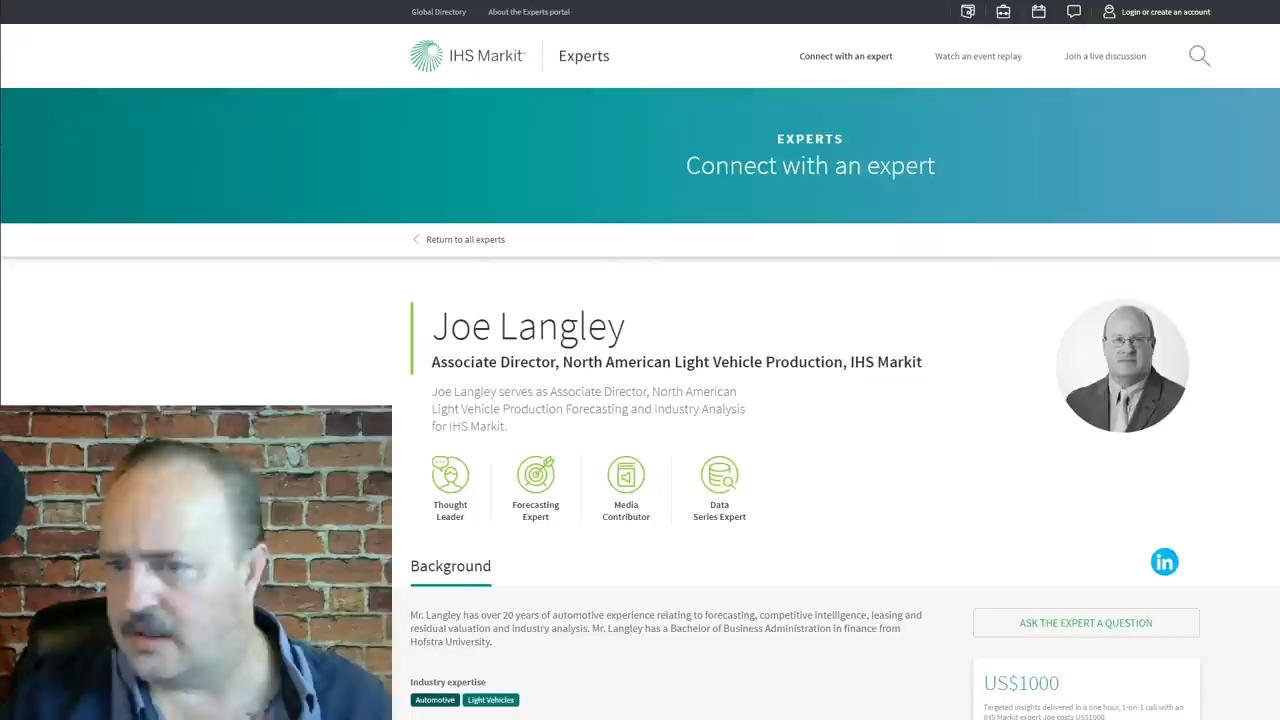 Global Directory
About the Experts portal
Login or create an account
IHS Markit
Experts
Connect with an expert
Watch an event replay
Join a live discussion
EXPERTS
Connect with an expert
Return to all experts
Joe Langley
Associate Director, North American Light Vehicle Production, IHS Markit
Joe Langley serves as Associate Director, North American
Light Vehicle Production Forecasting and Industry Analysis
for IHS Markit.
Thought
Leader
Forecasting
Expert
Media
Contributor
Data
Series Expert
Background
in
Mr. Langley has over 20 years of automotive experience relating to forecasting, competitive intelligence, leasing and
residual valuation and industry analysis. Mr. Langley has a Bachelor of Business Administration in finance from
Hofstra University.
ASK THE EXPERT A QUESTION
Industry expertise
Automotive
Light Vehicles
US$1000
Targeted insights delivered in a one hour, 1-on-1 call with an
IHS Markit expert Joe costs US$1000